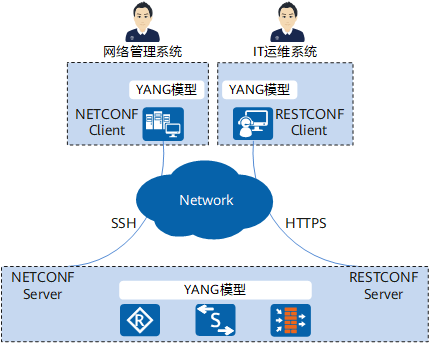 网络管理系统
IT运维系统
YANG模型
YANG模型
NETCONF
Client
RESTCONF
Client
Network
SSH
HTTPS
NETCONF
Server
YANG模型
RESTCONF
Server
R
S